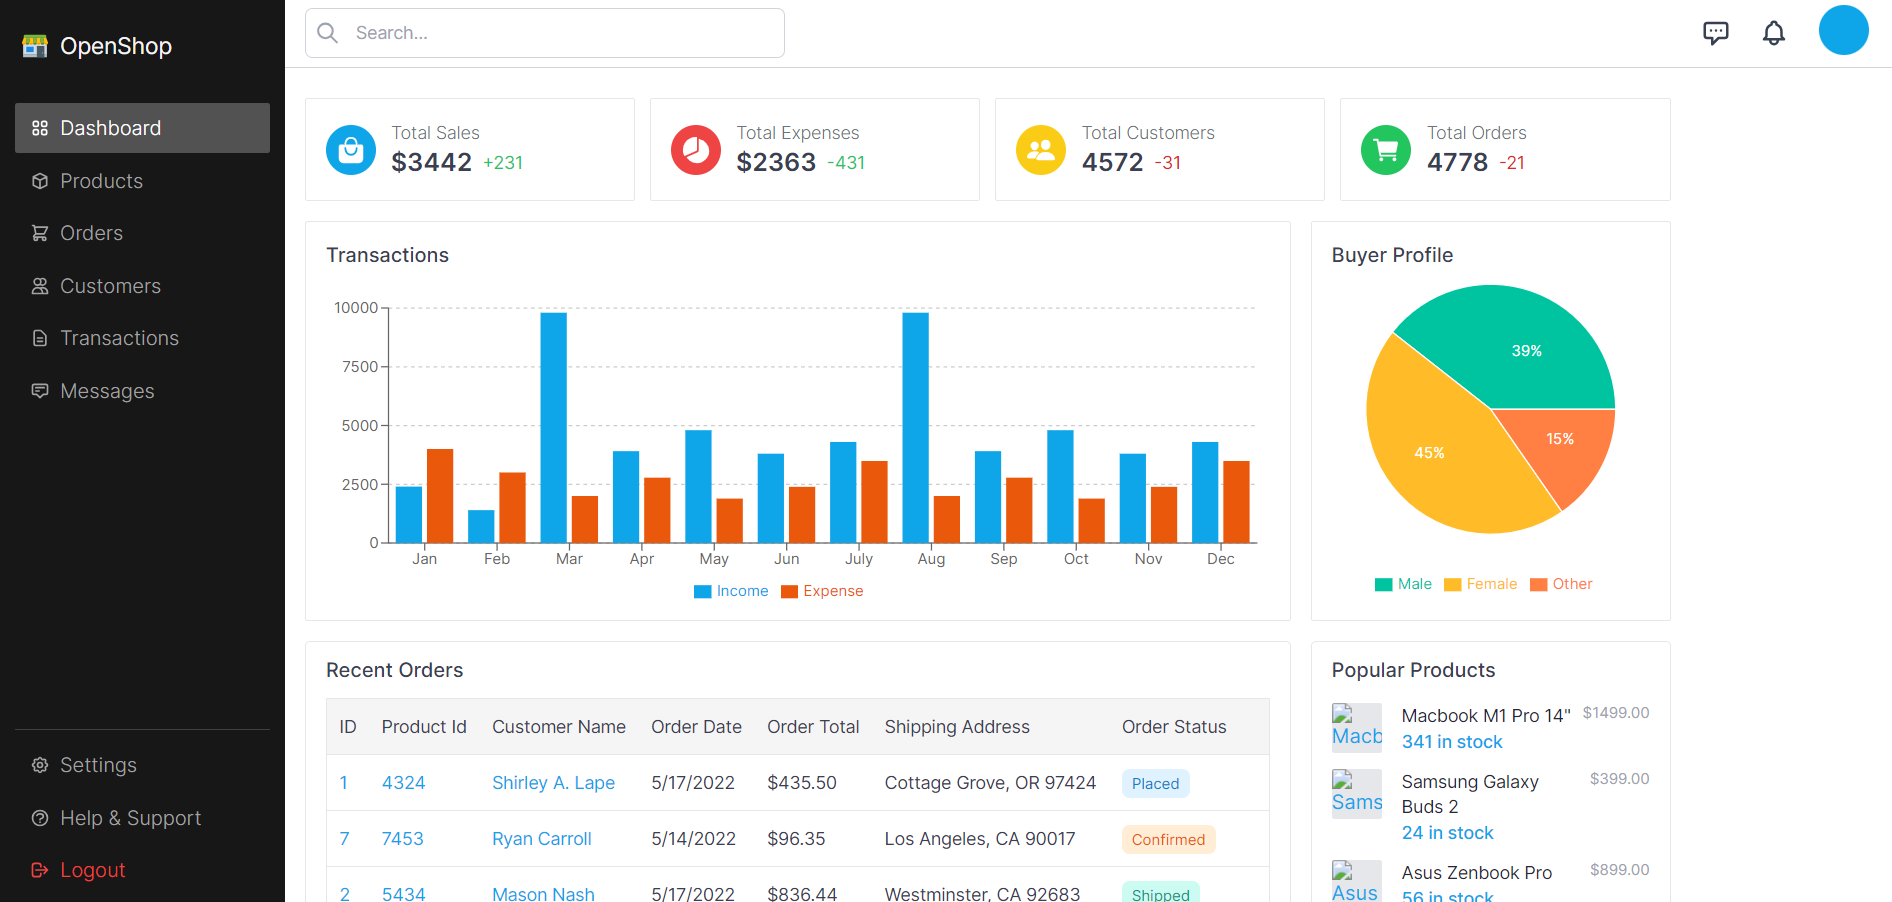 OpenShop
Dashboard
Products
Orders
Customers
Transactions
Messages
Settings
Help & Support
Logout
Search...
Total Sales
$3442 +231
Total Expenses
$2363 -431
Total Customers
4572 -31
Total Orders
4778 -21
Transactions
10000
7500
5000
2500
0
Jan Feb Mar Apr May Jun July Aug Sep Oct Nov Dec
Income Expense
Buyer Profile
39%
45%
15%
Male Female Other
Recent Orders
ID Product Id Customer Name Order Date Order Total Shipping Address Order Status
1 4324 Shirley A. Lape 5/17/2022 $435.50 Cottage Grove, OR 97424 Placed
7 7453 Ryan Carroll 5/14/2022 $96.35 Los Angeles, CA 90017 Confirmed
2 5434 Mason Nash 5/17/2022 $836.44 Westminster, CA 92683 Shipped
Popular Products
Macb
Macbook M1 Pro 14" $1499.00
341 in stock
Sams
Samsung Galaxy $399.00
Buds 2
24 in stock
Asus
Asus Zenbook Pro $899.00
56 in stock